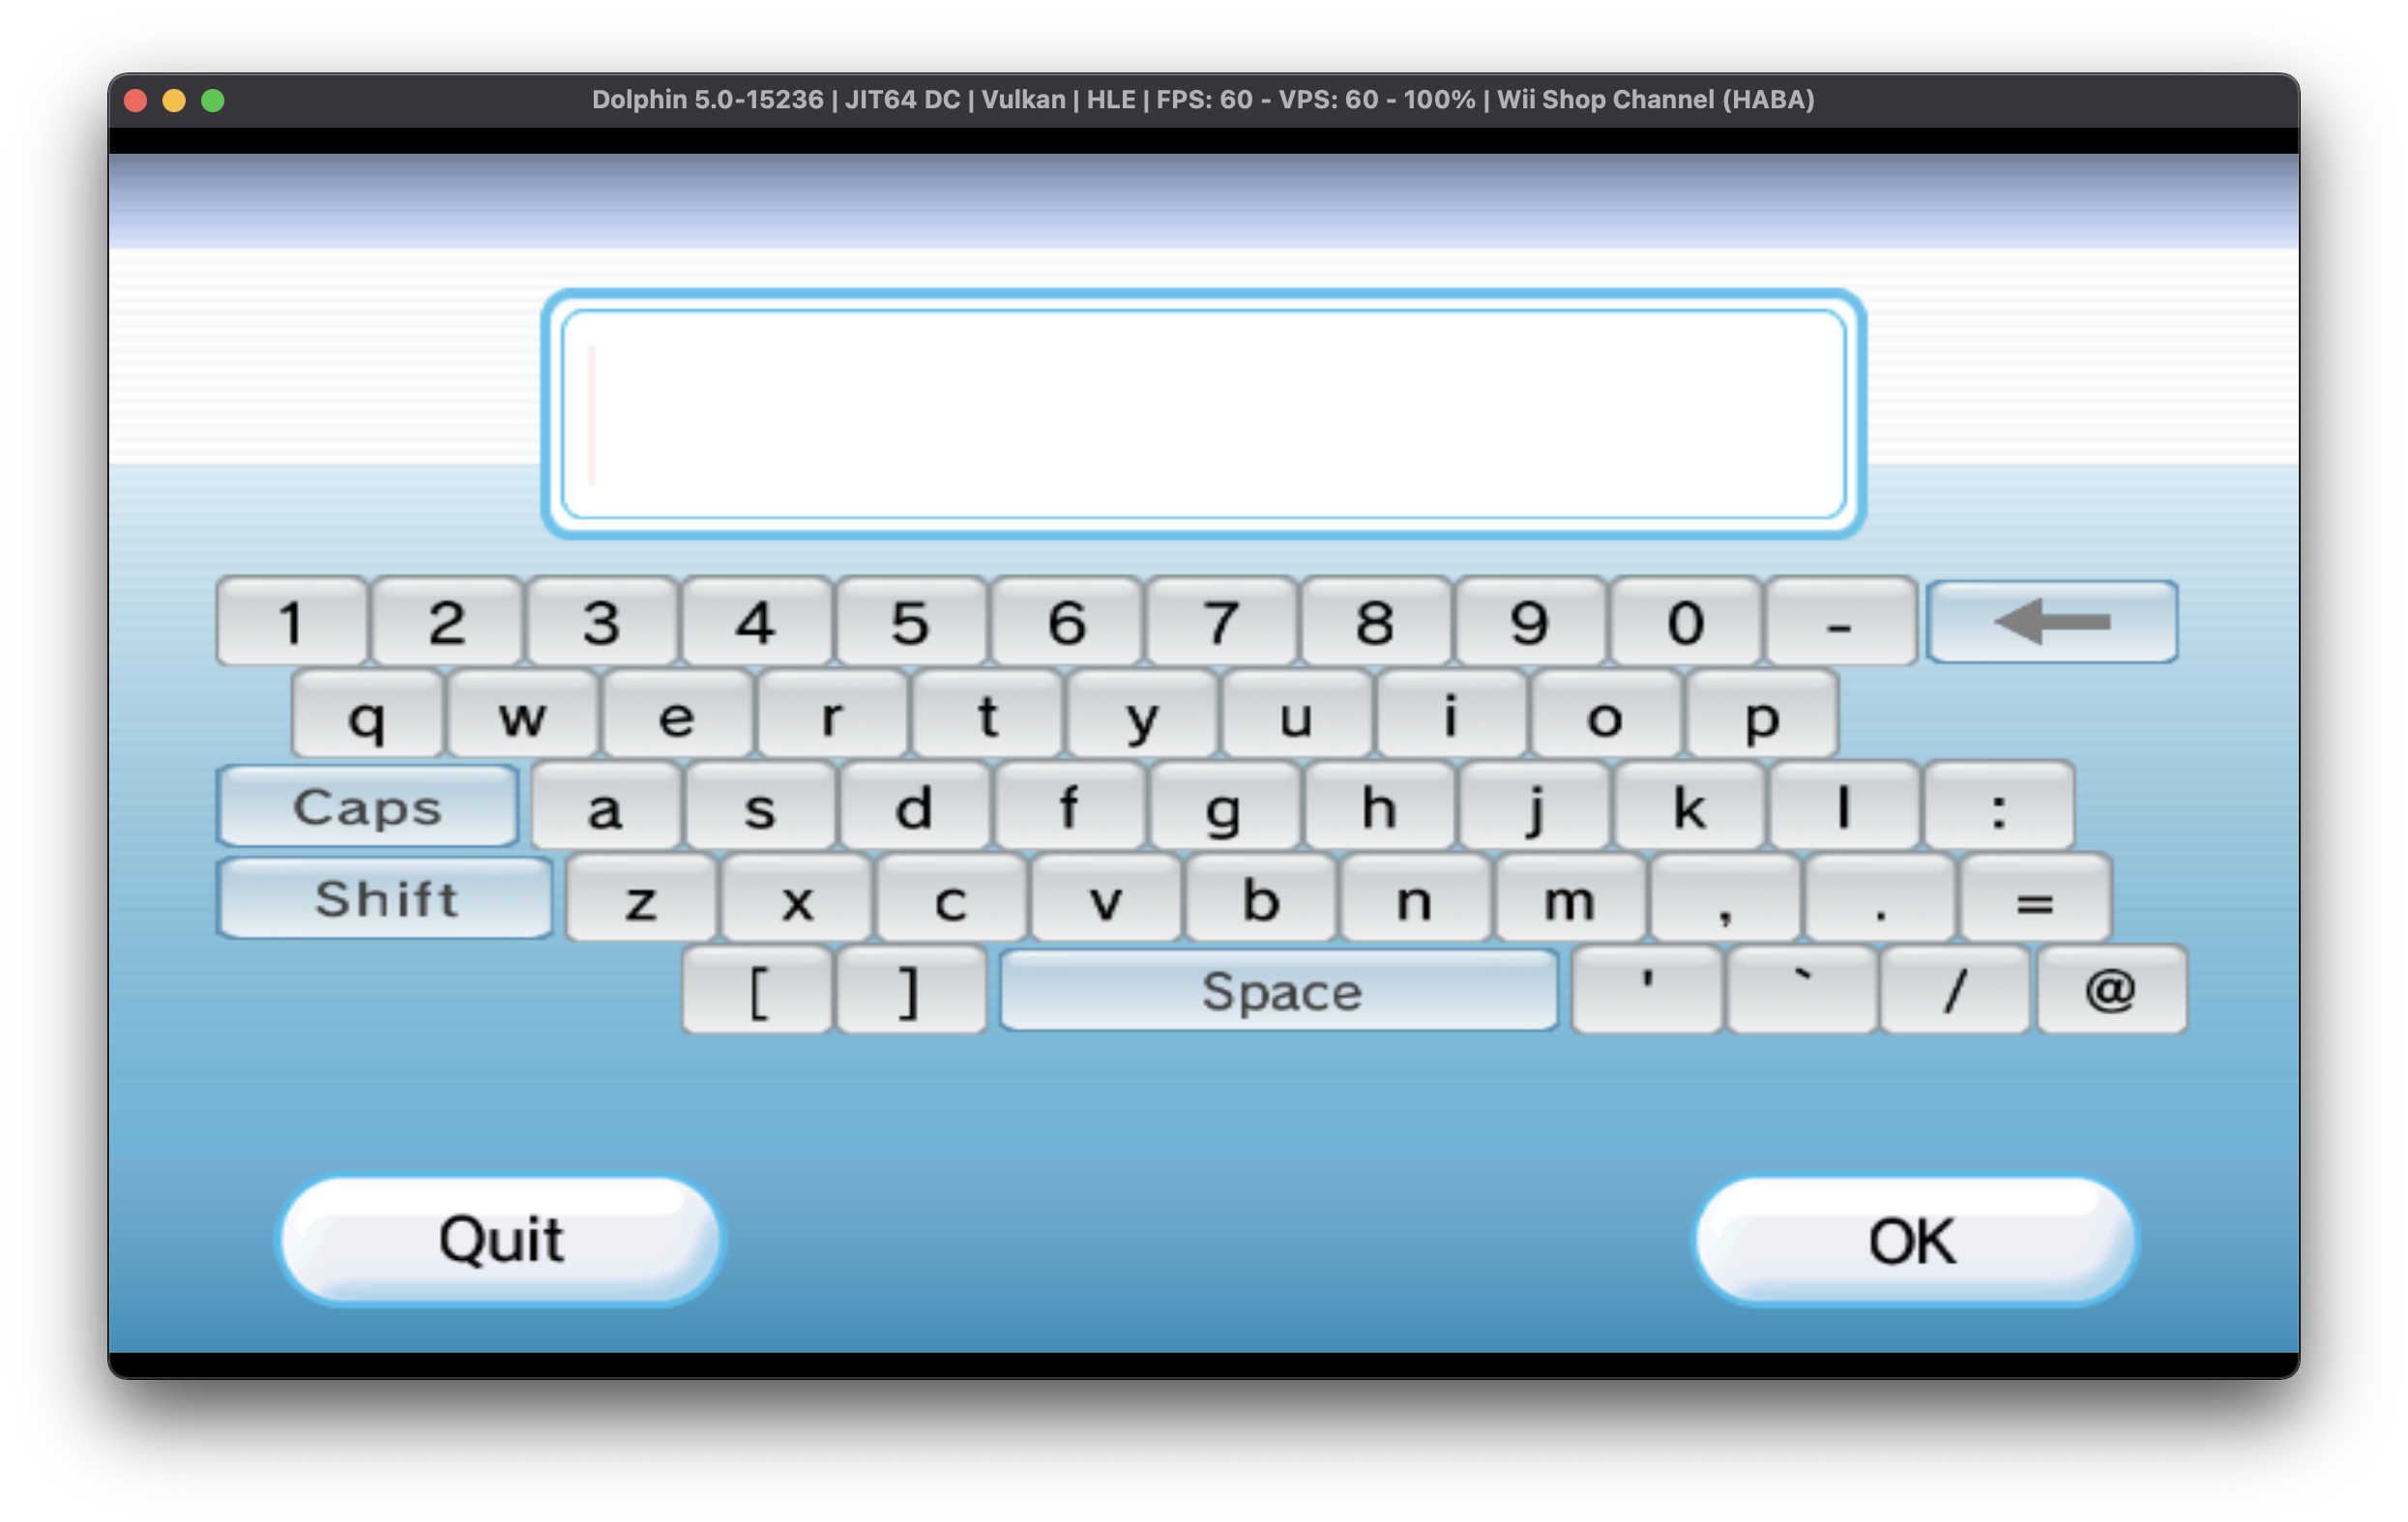 Dolphin 5.0-15236 | JIT64 DC | Vulkan | HLE | FPS: 60 - VPS: 60 - 100% | Wii Shop Channel (HABA)
1 2 3 4 5 6 7 8 9 0 -
q w e r t y u i o p
Caps a s d f g h j k l :
Shift z x c v b n m , . =
[ ] Space ' ` / @
Quit OK